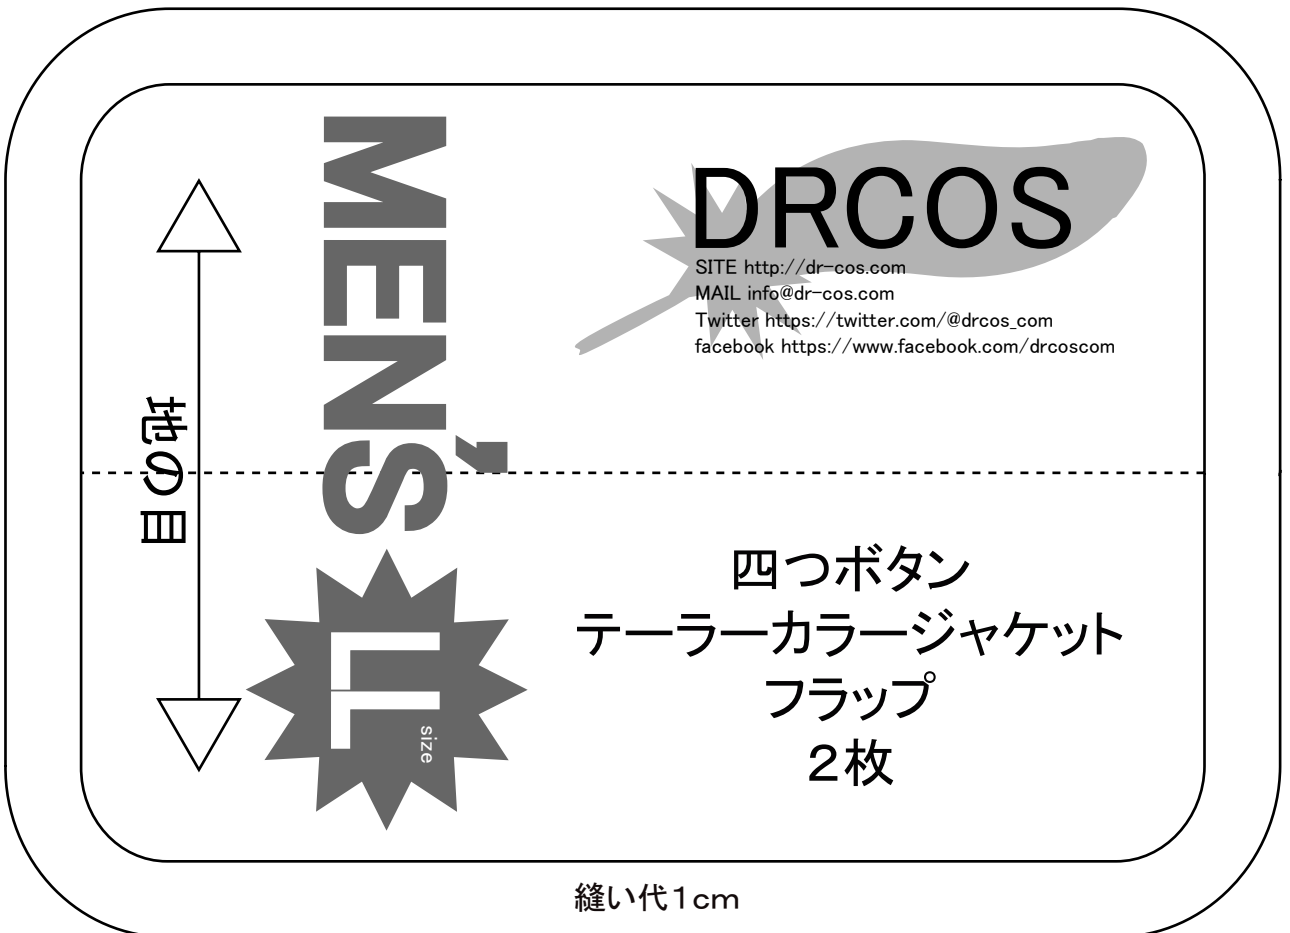 MEN'S
LL
size
地の目
DRCOS
SITE http://dr-cos.com
MAIL info@dr-cos.com
Twitter https://twitter.com/@drcos_com
facebook https://www.facebook.com/drcoscom
四つボタン
テーラーカラージャケット
フラップ
２枚
縫い代１cm